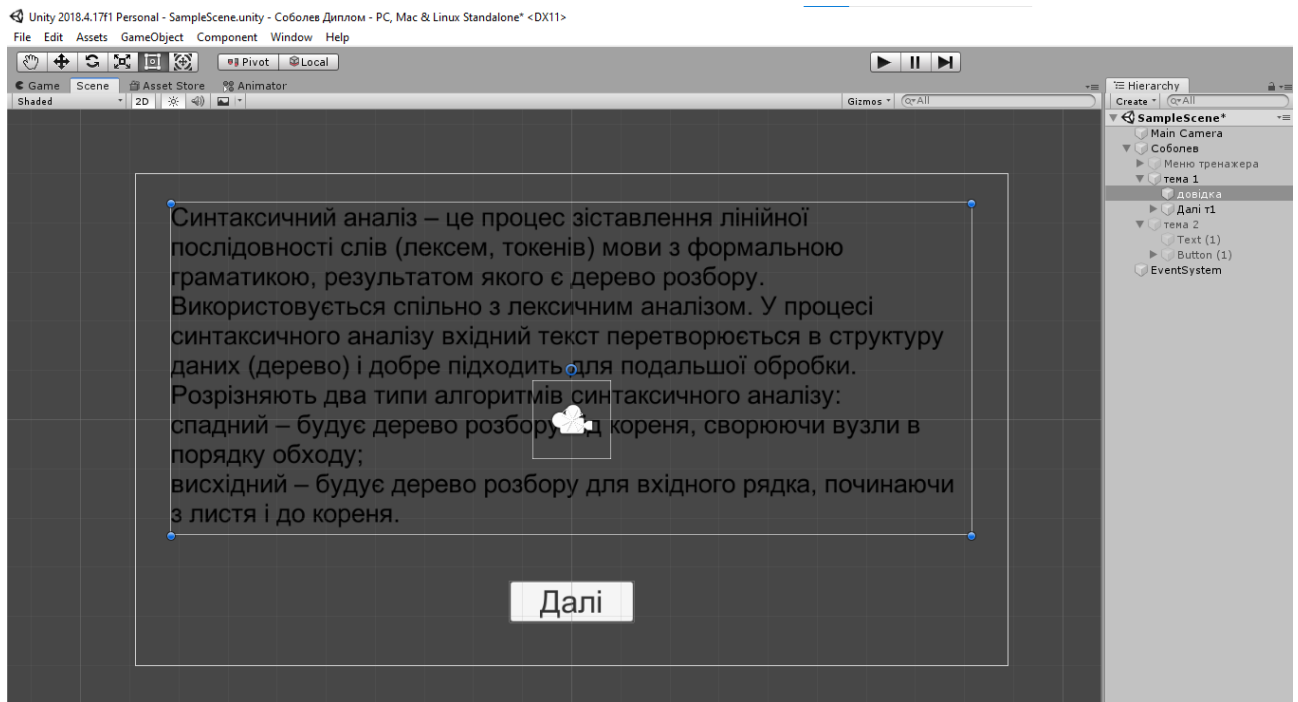 Unity 2018.4.17f1 Personal - SampleScene.unity - Соболев Диплом - PC, Mac & Linux Standalone* <DX11>
File Edit Assets GameObject Component Window Help
Pivot Local
Game Scene Asset Store Animator
Shaded 2D Gizmos All
Hierarchy
Create All
SampleScene*
Main Camera
Соболев
Меню тренажера
тема 1
довідка
Далі т1
тема 2
Text (1)
Button (1)
EventSystem
Синтаксичний аналіз – це процес зіставлення лінійної
послідовності слів (лексем, токенів) мови з формальною
граматикою, результатом якого є дерево розбору.
Використовується спільно з лексичним аналізом. У процесі
синтаксичного аналізу вхідний текст перетворюється в структуру
даних (дерево) і добре підходить для подальшої обробки.
Розрізняють два типи алгоритмів синтаксичного аналізу:
спадний – будує дерево розбору від кореня, сворюючи вузли в
порядку обходу;
висхідний – будує дерево розбору для вхідного рядка, починаючи
з листя і до кореня.
Далі